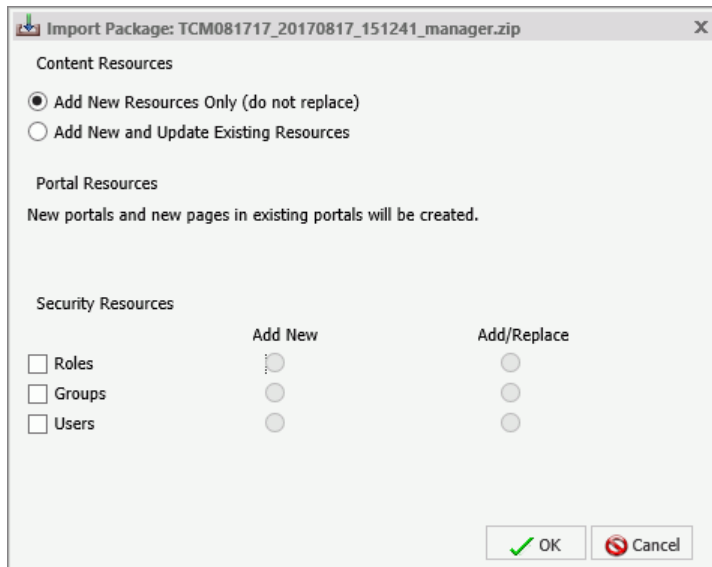 Import Package: TCM081717_20170817_151241_manager.zip X
Content Resources
Add New Resources Only (do not replace)
Add New and Update Existing Resources
Portal Resources
New portals and new pages in existing portals will be created.
Security Resources
Add New Add/Replace
Roles
Groups
Users
OK Cancel